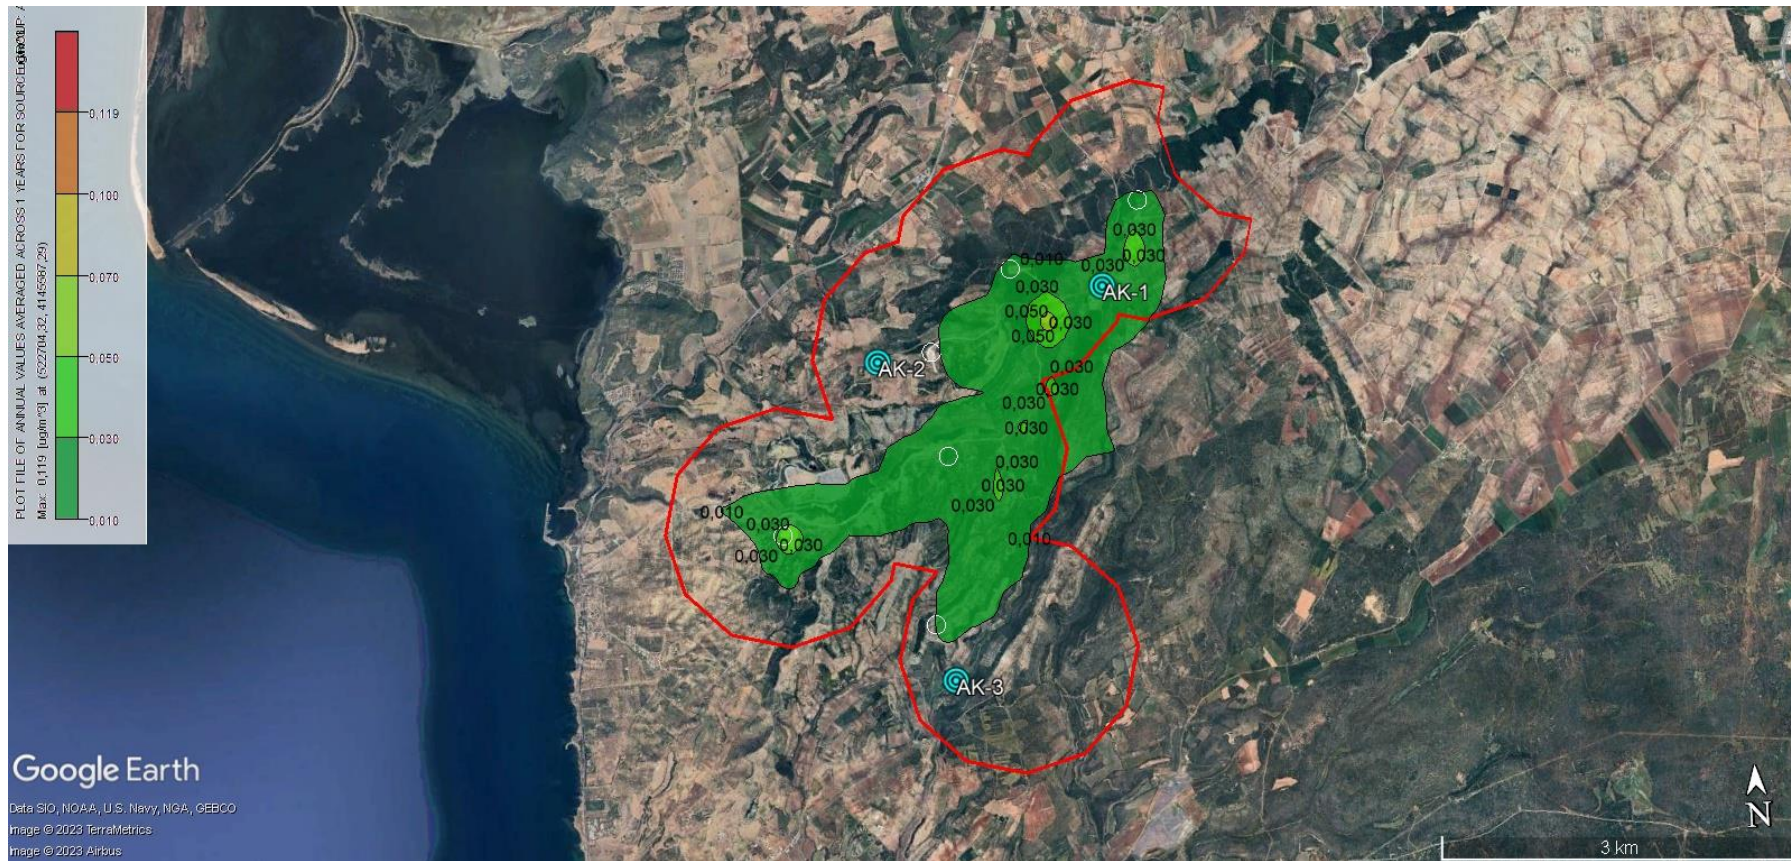 PLOT FILE OF ANNUAL VALUES AVERAGED ACROSS 1 YEARS FOR SOURCE
Max: 0,119 [ug/m^3] at (522704,32, 4145987,29)
0,119
0,100
0,070
0,050
0,030
0,010
0,030
0,030
0,010
0,030
AK-1
0,030
0,050
0,030
0,050
AK-2
0,030
0,030
0,030
0,030
0,030
0,030
0,030
0,010
0,030
0,030
0,030
0,010
AK-3
Google Earth
Data SIO, NOAA, U.S. Navy, NGA, GEBCO
Image © 2023 TerraMetrics
Image © 2023 Airbus
N
3 km